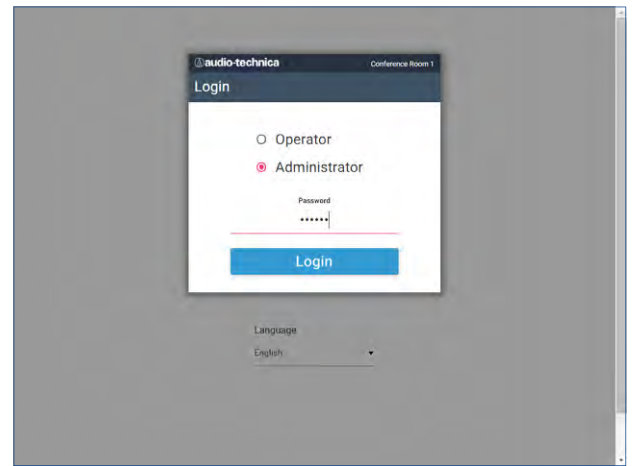 audio-technica Conference Room 1
Login
Operator
Administrator
Password
••••••
Login
Language
English